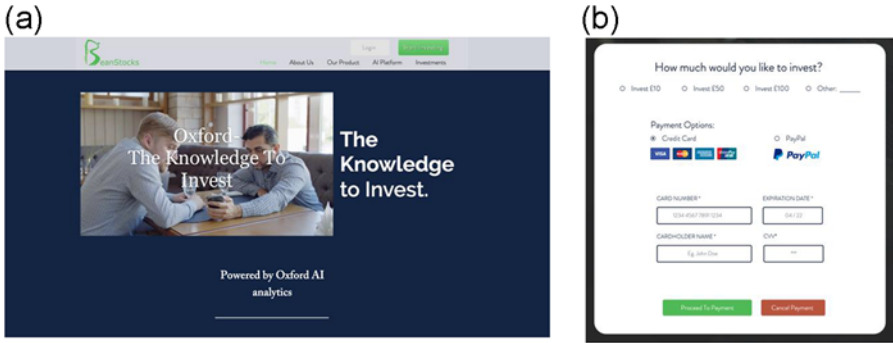 (a)
(b)
BeanStocks
Login
Home About Us Our Product AI Platform Investments
Oxford-
The Knowledge To
Invest
The
Knowledge
to Invest.
Powered by Oxford AI
analytics
How much would you like to invest?
Invest £10 Invest £50 Invest £100 Other: ______
Payment Options:
Credit Card PayPal
VISA PayPal
CARD NUMBER * EXPIRATION DATE *
1234 4567 7891 1234 04 / 22
CARDHOLDER NAME * CVV*
Eg. John Doe ***
Proceed To Payment Cancel Payment